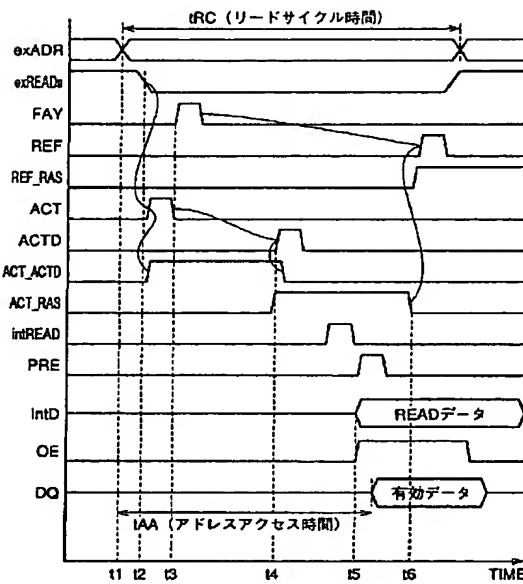 tRC (リードサイクル時間)
exADR
exREADs
FAY
REF
REF_RAS
ACT
ACTD
ACT_ACTD
ACT_RAS
intREAD
PRE
IntD
READデータ
OE
DQ
有効データ
tAA (アドレスアクセス時間)
t1 t2 t3 t4 t5 t6 TIME